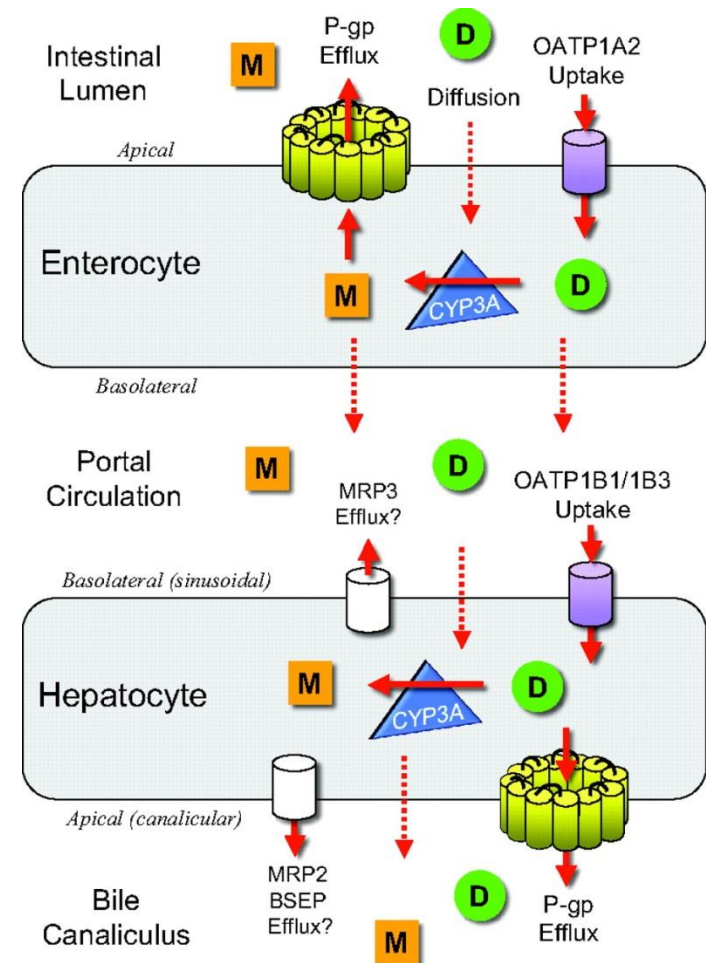 Intestinal
Lumen
M
P-gp
Efflux
D
Diffusion
OATP1A2
Uptake
Apical
Enterocyte
M
CYP3A
D
Basolateral
Portal
Circulation
M
D
MRP3
Efflux?
OATP1B1/1B3
Uptake
Basolateral (sinusoidal)
Hepatocyte
M
CYP3A
D
Apical (canalicular)
Bile
Canaliculus
MRP2
BSEP
Efflux?
M
D
P-gp
Efflux